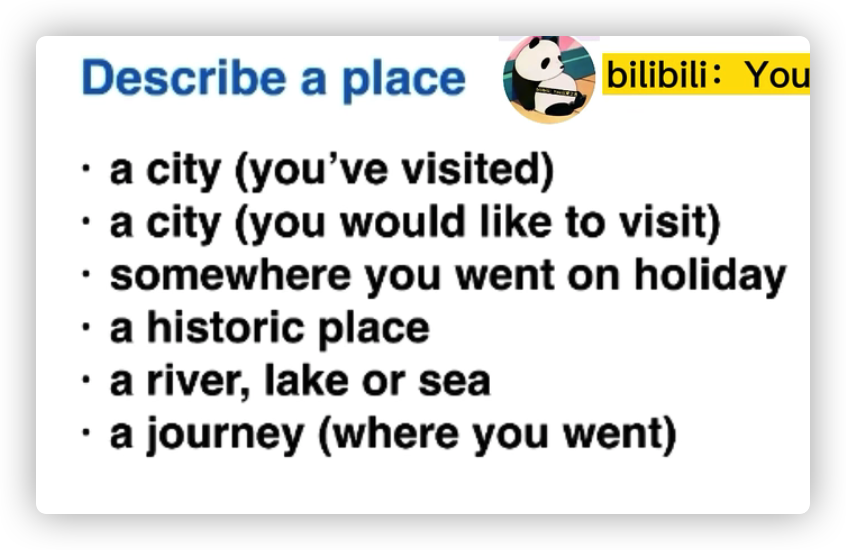 Describe a place
bilibili：You
· a city (you’ve visited)
· a city (you would like to visit)
· somewhere you went on holiday
· a historic place
· a river, lake or sea
· a journey (where you went)